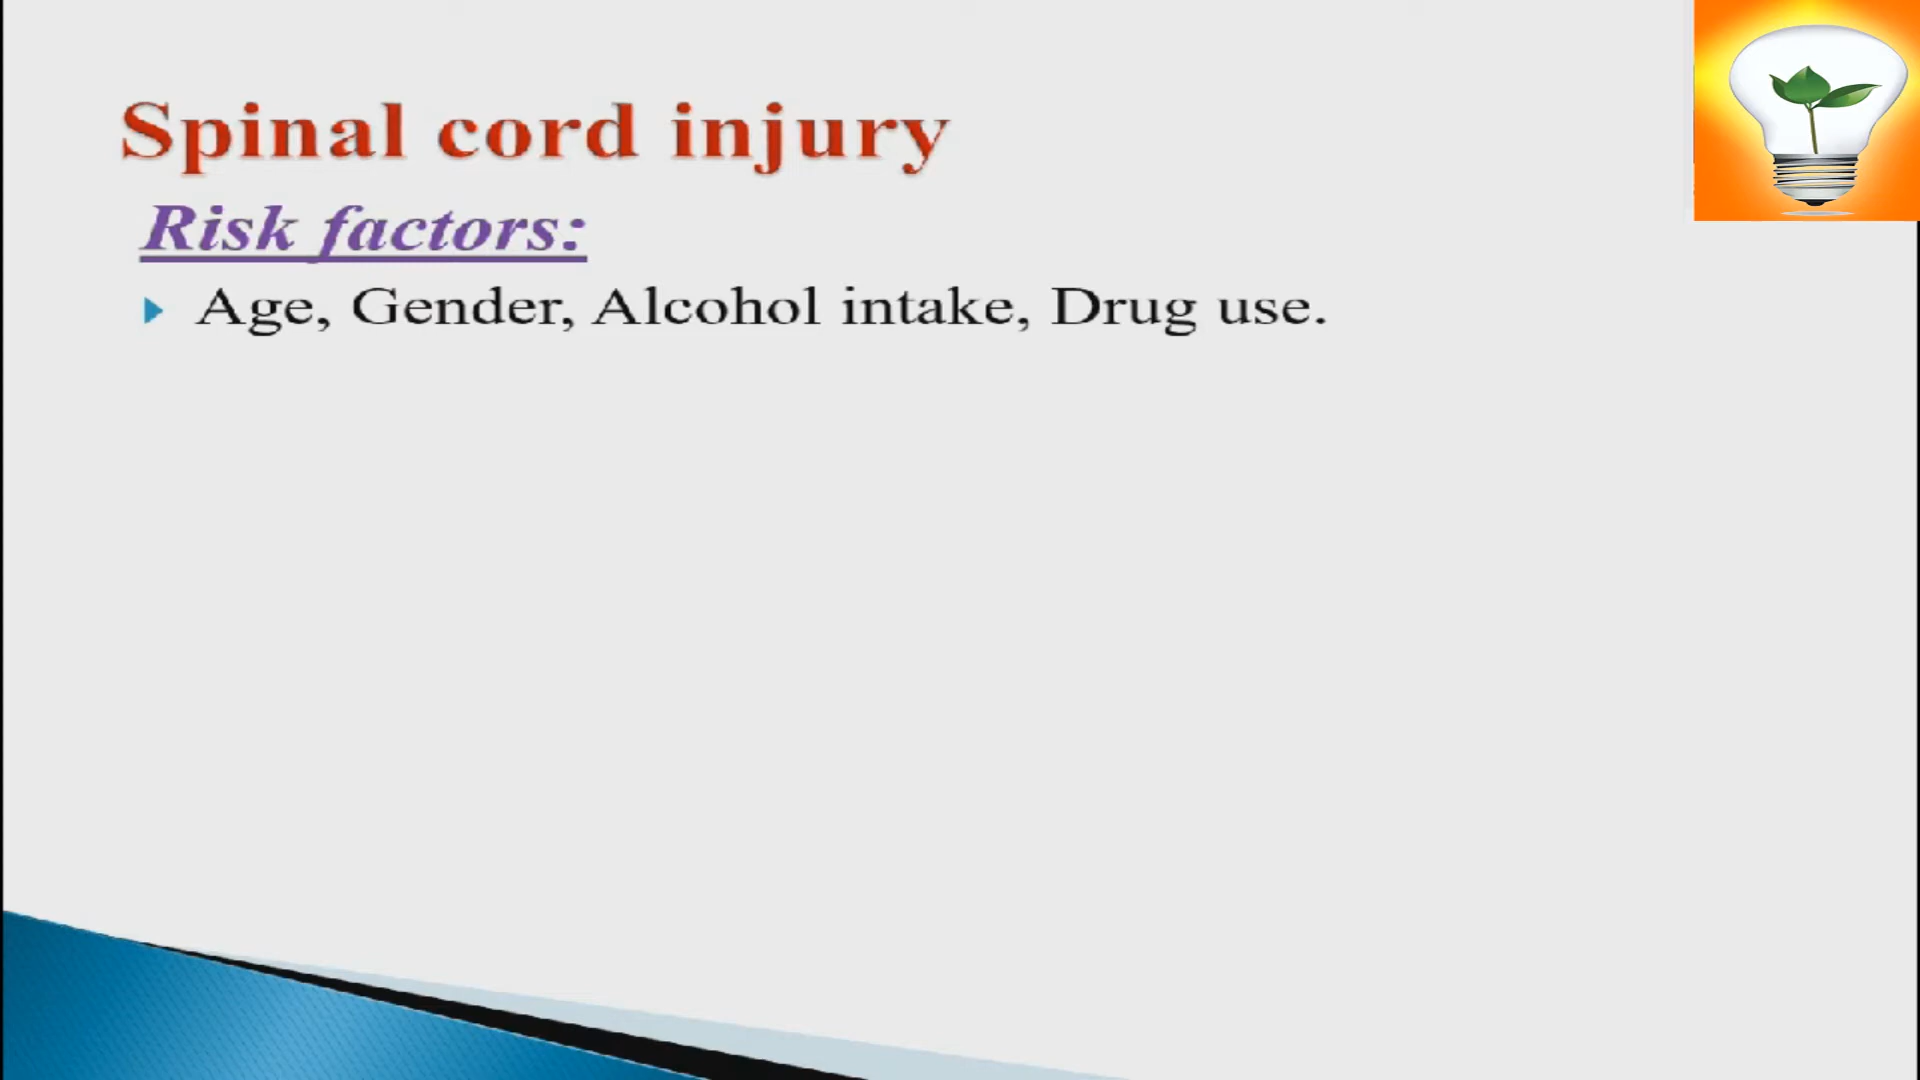 Spinal cord injury
Risk factors:
Age, Gender, Alcohol intake, Drug use.